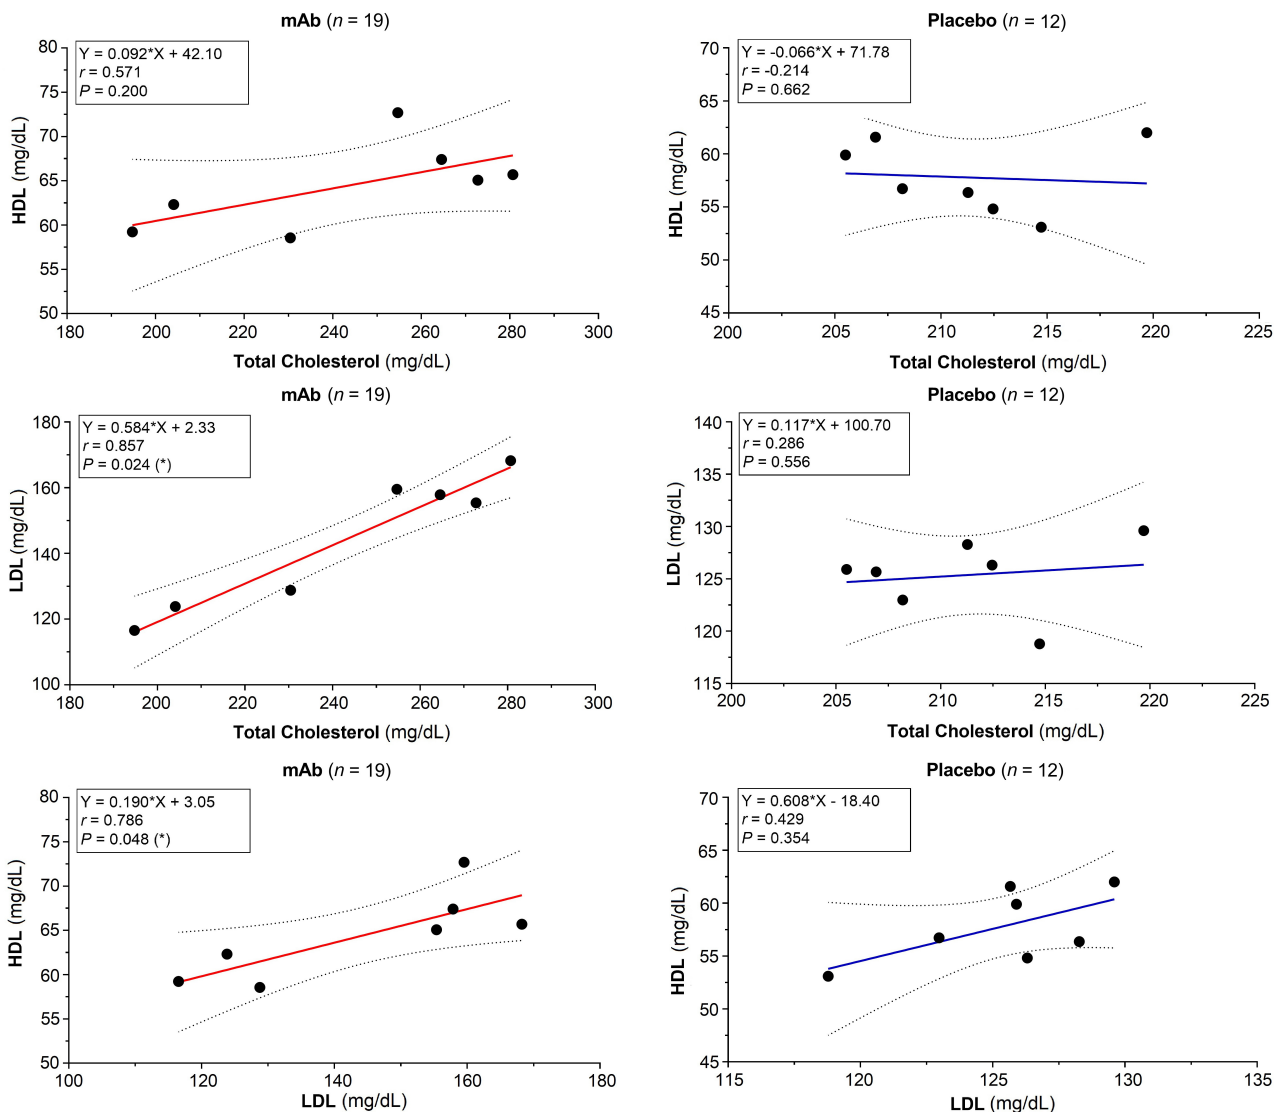 mAb (n = 19)
Y = 0.092*X + 42.10
r = 0.571
P = 0.200
HDL (mg/dL)
80
75
70
65
60
55
50
180
200
220
240
260
280
300
Total Cholesterol (mg/dL)
Placebo (n = 12)
Y = -0.066*X + 71.78
r = -0.214
P = 0.662
HDL (mg/dL)
70
65
60
55
50
45
200
205
210
215
220
225
Total Cholesterol (mg/dL)
mAb (n = 19)
Y = 0.584*X + 2.33
r = 0.857
P = 0.024 (*)
LDL (mg/dL)
180
160
140
120
100
180
200
220
240
260
280
300
Total Cholesterol (mg/dL)
Placebo (n = 12)
Y = 0.117*X + 100.70
r = 0.286
P = 0.556
LDL (mg/dL)
140
135
130
125
120
115
200
205
210
215
220
225
Total Cholesterol (mg/dL)
mAb (n = 19)
Y = 0.190*X + 3.05
r = 0.786
P = 0.048 (*)
HDL (mg/dL)
80
75
70
65
60
55
50
100
120
140
160
180
LDL (mg/dL)
Placebo (n = 12)
Y = 0.608*X - 18.40
r = 0.429
P = 0.354
HDL (mg/dL)
70
65
60
55
50
45
115
120
125
130
135
LDL (mg/dL)